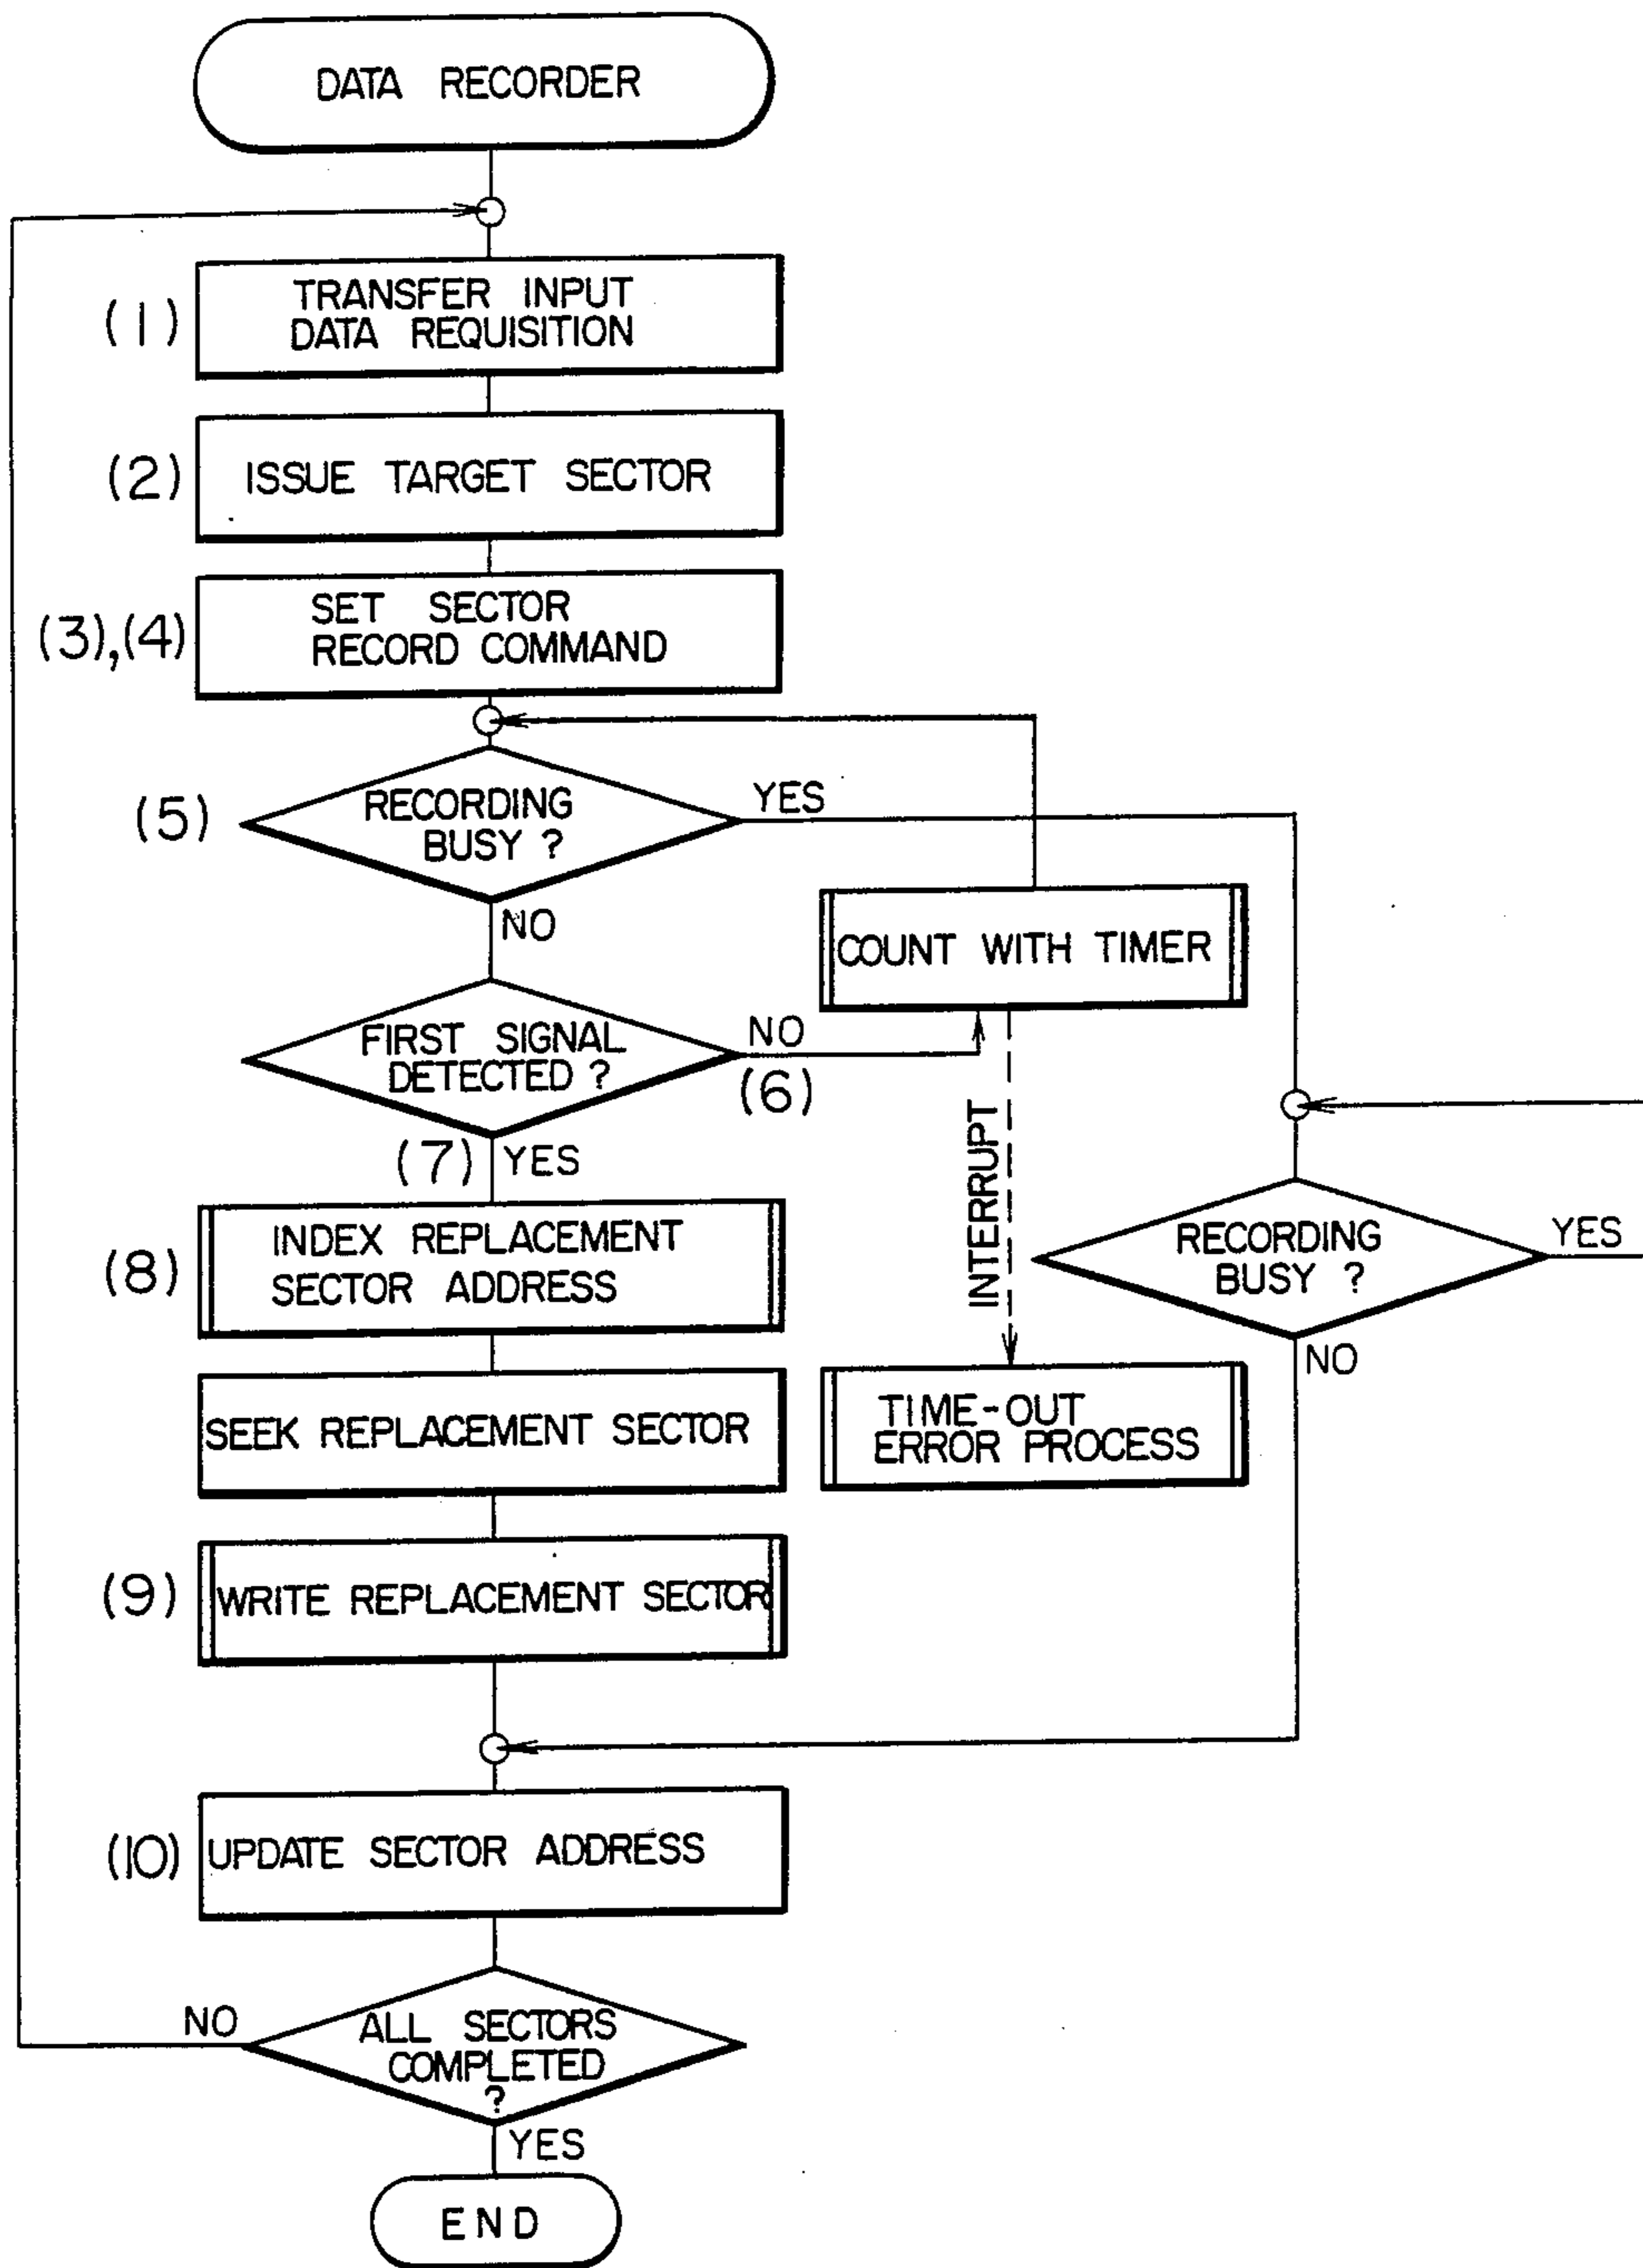 DATA RECORDER
(1)
TRANSFER INPUT
DATA REQUISITION
(2)
ISSUE TARGET SECTOR
(3),(4)
SET SECTOR
RECORD COMMAND
(5)
RECORDING
BUSY ?
YES
NO
COUNT WITH TIMER
FIRST SIGNAL
DETECTED ?
NO
(6)
(7)
YES
INTERRUPT
(8)
INDEX REPLACEMENT
SECTOR ADDRESS
RECORDING
BUSY ?
YES
NO
SEEK REPLACEMENT SECTOR
TIME-OUT
ERROR PROCESS
(9)
WRITE REPLACEMENT SECTOR
(10)
UPDATE SECTOR ADDRESS
NO
ALL SECTORS
COMPLETED
?
YES
END